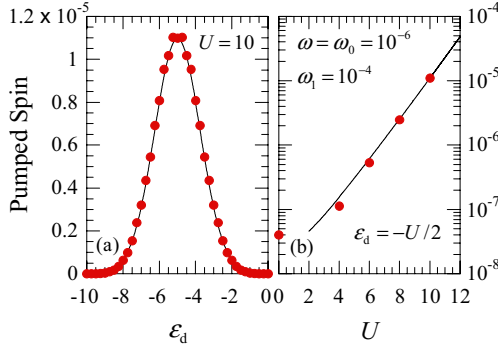 1.2 x 10⁻⁵
1
0.8
0.6
0.4
0.2
0
Pumped Spin
U = 10
(a)
-10 -8 -6 -4 -2 0
ε_d
ω = ω₀ = 10⁻⁶
ω₁ = 10⁻⁴
(b)
ε_d = −U/2
0 2 4 6 8 10 12
U
10⁻⁴
10⁻⁵
10⁻⁶
10⁻⁷
10⁻⁸